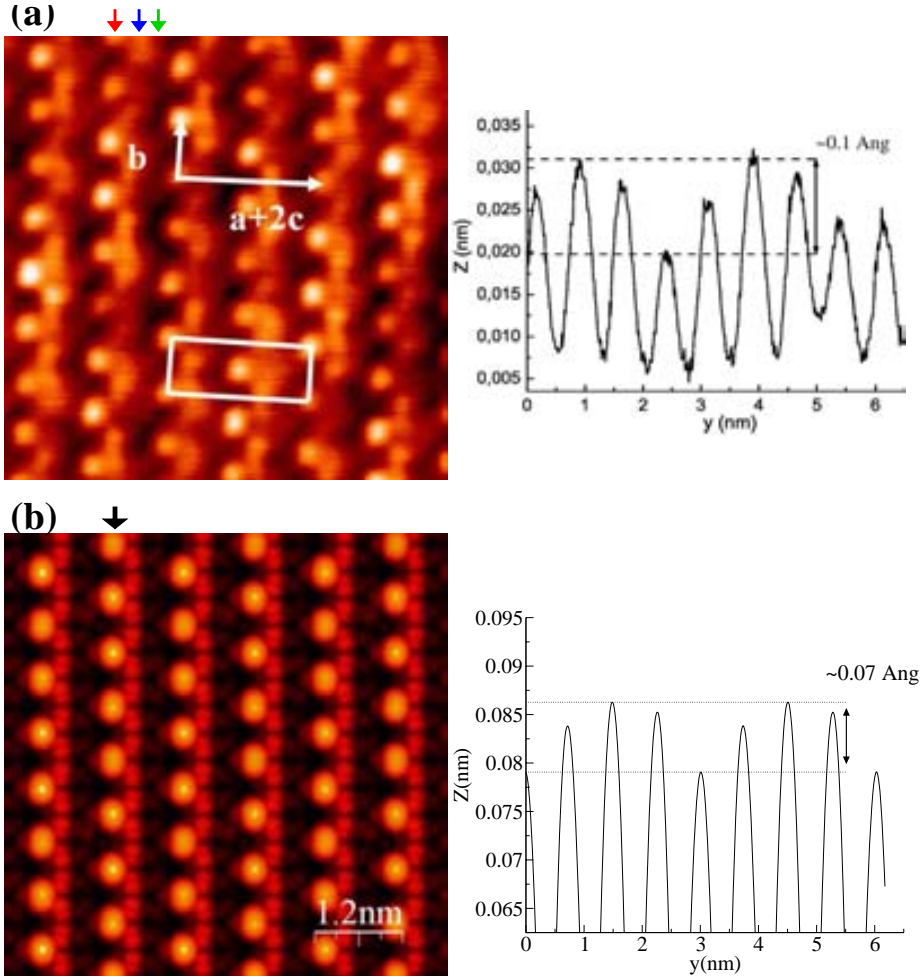 (a)
b
a+2c
0,035
0,030
0,025
0,020
0,015
0,010
0,005
Z (nm)
~0.1 Ang
0 1 2 3 4 5 6
y (nm)
(b)
1.2nm
0.095
0.09
0.085
0.08
0.075
0.07
0.065
Z(nm)
~0.07 Ang
0 1 2 3 4 5 6
y(nm)